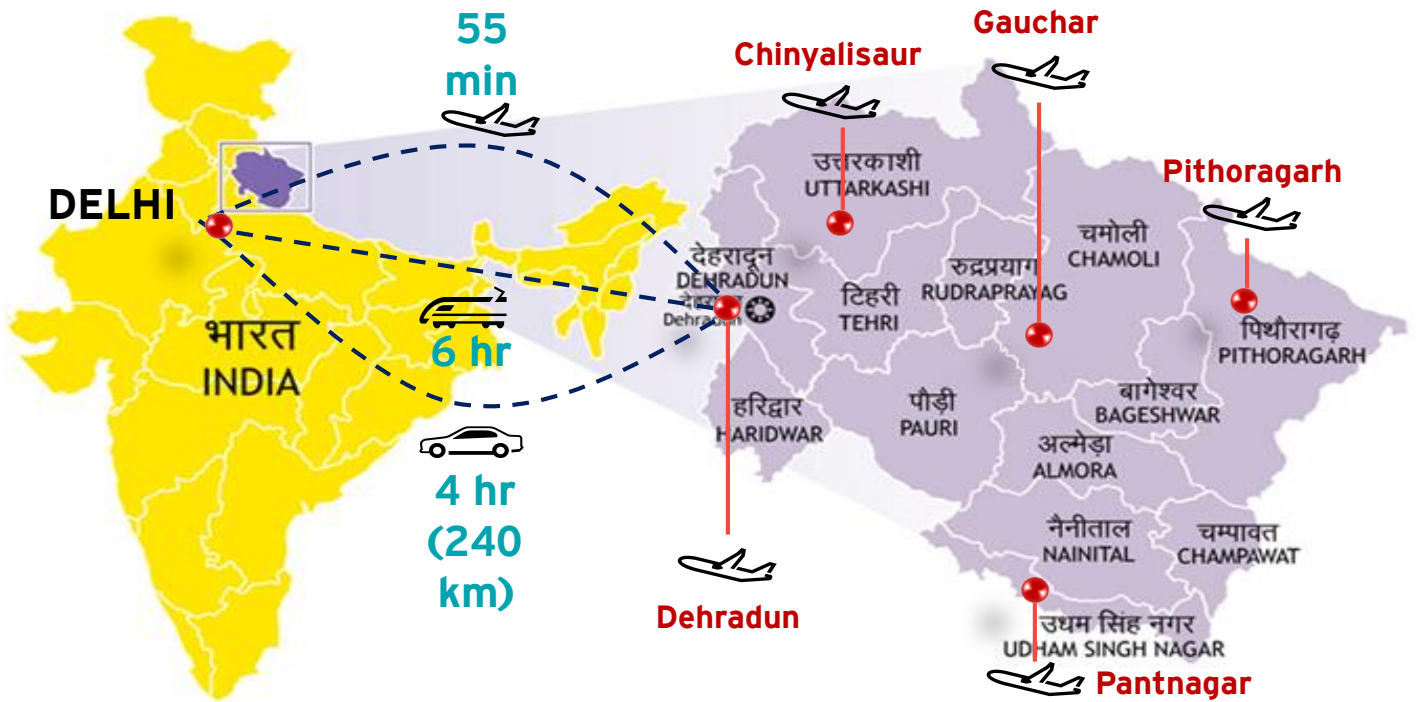 55
min
DELHI
भारत
INDIA
6 hr
4 hr
(240
km)
Chinyalisaur
Gauchar
Pithoragarh
उत्तरकाशी
UTTARKASHI
चमोली
CHAMOLI
देहरादून
DEHRADUN
Dehradun
रुद्रप्रयाग
RUDRAPRAYAG
टिहरी
TEHRI
पिथौरागढ़
PITHORAGARH
हरिद्वार
HARIDWAR
पौड़ी
PAURI
बागेश्वर
BAGESHWAR
अल्मेड़ा
ALMORA
नैनीताल
NAINITAL
चम्पावत
CHAMPAWAT
Dehradun
उधम सिंह नगर
UDHAM SINGH NAGAR
Pantnagar